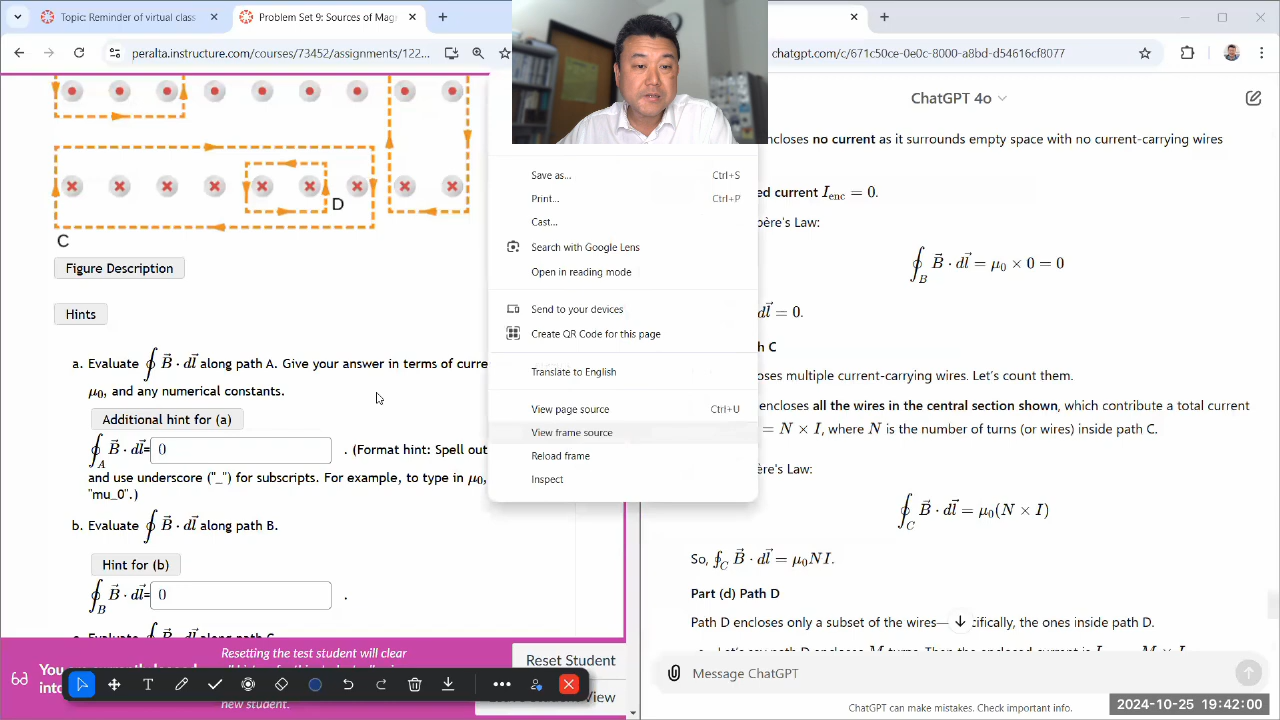 Topic: Reminder of virtual class
Problem Set 9: Sources of Mag
peralta.instructure.com/courses/73452/assignments/122...
chatgpt.com/c/671c50ce-0e0c-8000-a8bd-d54616cf8077
C
D
Figure Description
Hints
a. Evaluate ∮ B⃗ · dl⃗ along path A. Give your answer in terms of curre
μ₀, and any numerical constants.
Additional hint for (a)
∮_A B⃗ · dl⃗= 0 . (Format hint: Spell out
and use underscore ("_") for subscripts. For example, to type in μ₀,
"mu_0".)
b. Evaluate ∮ B⃗ · dl⃗ along path B.
Hint for (b)
∮_B B⃗ · dl⃗= 0 .
Resetting the test student will clear
new student.
Reset Student
View
Save as... Ctrl+S
Print...
Cast...
Search with Google Lens
Open in reading mode
Send to your devices
Create QR Code for this page
Translate to English
View page source Ctrl+U
View frame source
Reload frame
Inspect
ChatGPT 4o
encloses no current as it surrounds empty space with no current-carrying wires
ed current I_enc = 0.
père's Law:
∮_B B⃗ · dl⃗ = μ₀ × 0 = 0
dl⃗ = 0.
h C
oses multiple current-carrying wires. Let's count them.
encloses all the wires in the central section shown, which contribute a total current
= N × I, where N is the number of turns (or wires) inside path C.
ère's Law:
∮_C B⃗ · dl⃗ = μ₀(N × I)
So, ∮_C B⃗ · dl⃗ = μ₀NI.
Part (d) Path D
Path D encloses only a subset of the wires— cifically, the ones inside path D.
Message ChatGPT
ChatGPT can make mistakes. Check important info.
2024-10-25 19:42:00